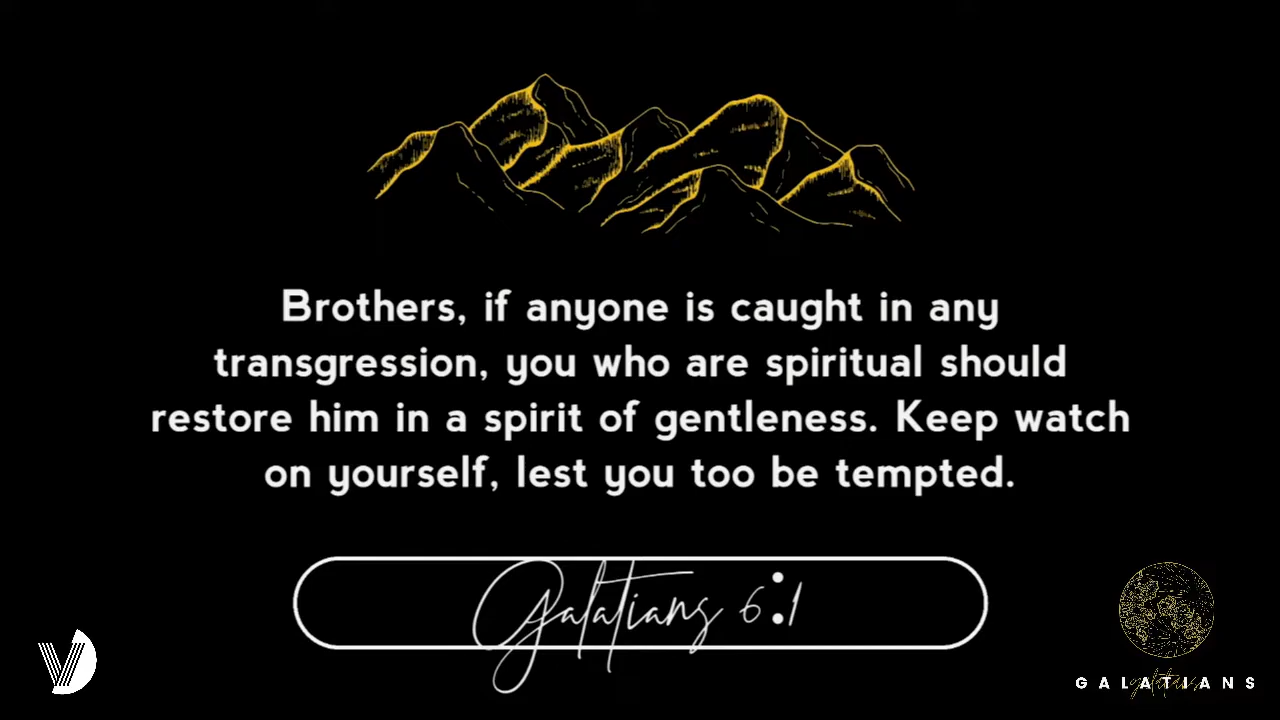 Brothers, if anyone is caught in any
transgression, you who are spiritual should
restore him in a spirit of gentleness. Keep watch
on yourself, lest you too be tempted.
Galatians 6:1
GALATIANS